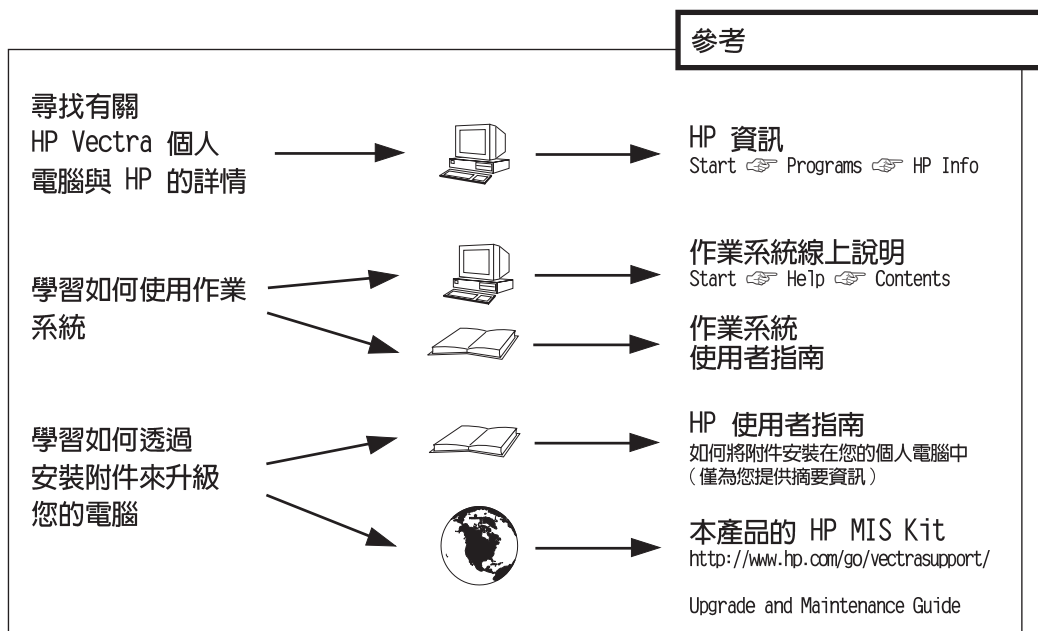 參考
尋找有關
HP Vectra 個人
電腦與 HP 的詳情
HP 資訊
Start ☞ Programs ☞ HP Info
學習如何使用作業
系統
作業系統線上說明
Start ☞ Help ☞ Contents
作業系統
使用者指南
學習如何透過
安裝附件來升級
您的電腦
HP 使用者指南
如何將附件安裝在您的個人電腦中
(僅為您提供摘要資訊)
本產品的 HP MIS Kit
http://www.hp.com/go/vectrasupport/
Upgrade and Maintenance Guide